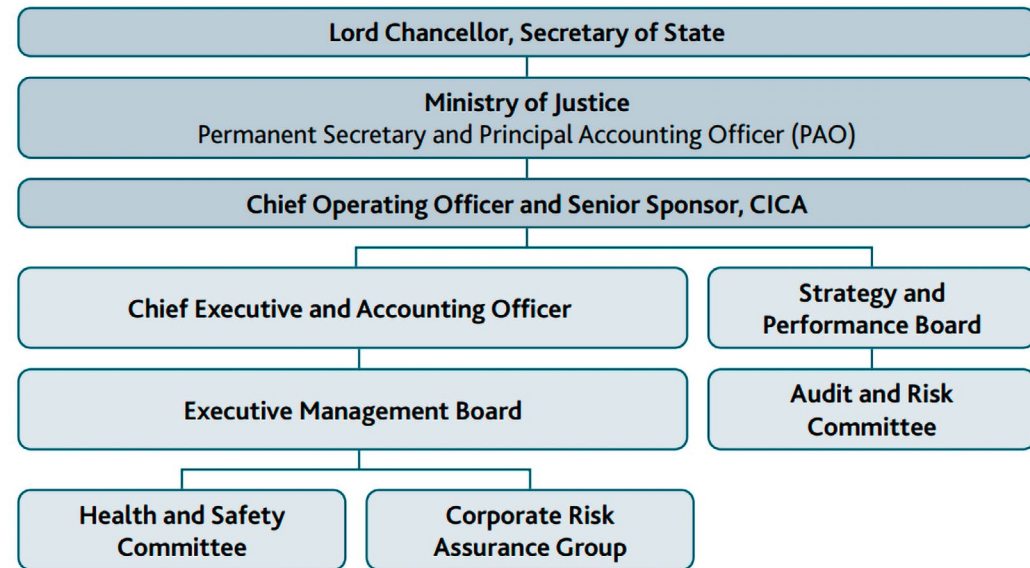 Lord Chancellor, Secretary of State
Ministry of Justice
Permanent Secretary and Principal Accounting Officer (PAO)
Chief Operating Officer and Senior Sponsor, CICA
Chief Executive and Accounting Officer
Strategy and
Performance Board
Executive Management Board
Audit and Risk
Committee
Health and Safety
Committee
Corporate Risk
Assurance Group